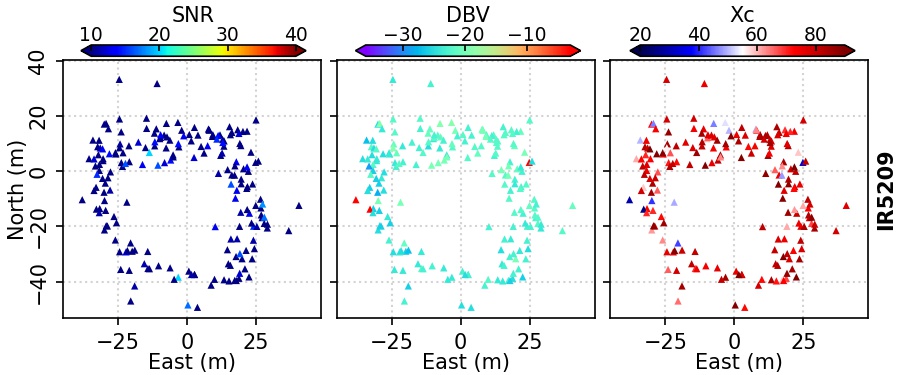 SNR DBV Xc
10 20 30 40 −30 −20 −10 20 40 60 80
40
20
0
−20
−40
North (m)
IR5209
−25 0 25 −25 0 25 −25 0 25
East (m) East (m) East (m)